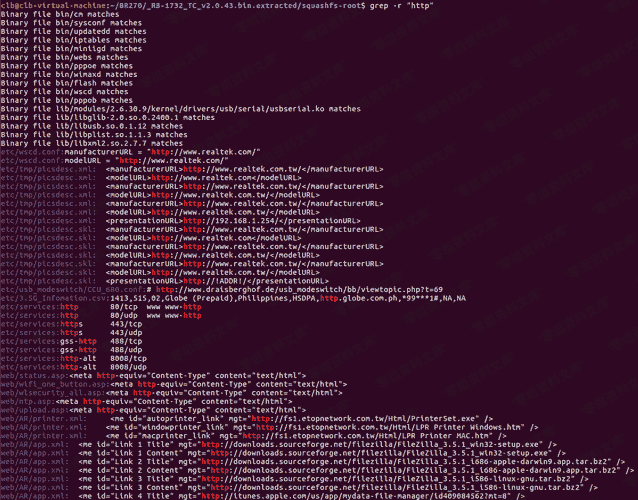 clb@clb-virtual-machine:~/BR270/_RB-1732_TC_v2.0.43.bin.extracted/squashfs-root$ grep -r "http"
Binary file bin/cm matches
Binary file bin/sysconf matches
Binary file bin/updatedd matches
Binary file bin/iptables matches
Binary file bin/miniigd matches
Binary file bin/webs matches
Binary file bin/pppoe matches
Binary file bin/wimaxd matches
Binary file bin/flash matches
Binary file bin/wscd matches
Binary file bin/pppob matches
Binary file lib/modules/2.6.30.9/kernel/drivers/usb/serial/usbserial.ko matches
Binary file lib/libglib-2.0.so.0.2400.1 matches
Binary file lib/libusb.so.0.1.12 matches
Binary file lib/libplist.so.1.1.3 matches
Binary file lib/libxml2.so.2.7.7 matches
etc/wscd.conf:manufacturerURL = "http://www.realtek.com/"
etc/wscd.conf:modelURL = "http://www.realtek.com/"
etc/tmp/picsdesc.xml:  <manufacturerURL>http://www.realtek.com.tw/</manufacturerURL>
etc/tmp/picsdesc.xml:  <modelURL>http://www.realtek.com</modelURL>
etc/tmp/picsdesc.xml:  <manufacturerURL>http://www.realtek.com.tw/</manufacturerURL>
etc/tmp/picsdesc.xml:  <modelURL>http://www.realtek.com.tw/</modelURL>
etc/tmp/picsdesc.xml:  <manufacturerURL>http://www.realtek.com.tw/</manufacturerURL>
etc/tmp/picsdesc.xml:  <modelURL>http://www.realtek.com.tw/</modelURL>
etc/tmp/picsdesc.xml:  <presentationURL>http://192.168.1.254/</presentationURL>
etc/tmp/picsdesc.skl:  <manufacturerURL>http://www.realtek.com.tw/</manufacturerURL>
etc/tmp/picsdesc.skl:  <modelURL>http://www.realtek.com</modelURL>
etc/tmp/picsdesc.skl:  <manufacturerURL>http://www.realtek.com.tw/</manufacturerURL>
etc/tmp/picsdesc.skl:  <modelURL>http://www.realtek.com.tw/</modelURL>
etc/tmp/picsdesc.skl:  <manufacturerURL>http://www.realtek.com.tw/</manufacturerURL>
etc/tmp/picsdesc.skl:  <modelURL>http://www.realtek.com.tw/</modelURL>
etc/tmp/picsdesc.skl:  <presentationURL>http://!ADDR!/</presentationURL>
etc/usb_modeswitch/CCU_680.conf:# http://www.draisberghof.de/usb_modeswitch/bb/viewtopic.php?t=69
etc/3.5G_Infomation.csv:1413,515,02,Globe (Prepaid),Philippines,HSDPA,http.globe.com.ph,*99***1#,NA,NA
etc/services:http       80/tcp  www www-http
etc/services:http       80/udp  www www-http
etc/services:https      443/tcp
etc/services:https      443/udp
etc/services:gss-http   488/tcp
etc/services:gss-http   488/udp
etc/services:http-alt   8008/tcp
etc/services:http-alt   8008/udp
web/status.asp:<meta http-equiv="Content-Type" content="text/html">
web/wifi_one_button.asp:<meta http-equiv="Content-Type" content="text/html">
web/wlsecurity_all.asp:<meta http-equiv="Content-Type" content="text/html">
web/ntp.asp:<meta http-equiv="Content-Type" content="text/html">
web/upload.asp:<meta http-equiv="Content-Type" content="text/html">
web/AR/printer.xml:     <me id="autoprinter_link" mgt="http://fs1.etopnetwork.com.tw/Html/PrinterSet.exe" />
web/AR/printer.xml:     <me id="windowprinter_link" mgt="http://fs1.etopnetwork.com.tw/Html/LPR Printer Windows.htm" />
web/AR/printer.xml:     <me id="macprinter_link" mgt="http://fs1.etopnetwork.com.tw/Html/LPR Printer MAC.htm" />
web/AR/app.xml:  <me id="Link 1 Title" mgt="http://downloads.sourceforge.net/filezilla/FileZilla_3.5.1_win32-setup.exe" />
web/AR/app.xml:  <me id="Link 1 Content" mgt="http://downloads.sourceforge.net/filezilla/FileZilla_3.5.1_win32-setup.exe" />
web/AR/app.xml:  <me id="Link 2 Title" mgt="http://downloads.sourceforge.net/filezilla/FileZilla_3.5.1_i686-apple-darwin9.app.tar.bz2" />
web/AR/app.xml:  <me id="Link 2 Content" mgt="http://downloads.sourceforge.net/filezilla/FileZilla_3.5.1_i686-apple-darwin9.app.tar.bz2" />
web/AR/app.xml:  <me id="Link 3 Title" mgt="http://downloads.sourceforge.net/filezilla/FileZilla_3.5.1_i586-linux-gnu.tar.bz2" />
web/AR/app.xml:  <me id="Link 3 Content" mgt="http://downloads.sourceforge.net/filezilla/FileZilla_3.5.1_i586-linux-gnu.tar.bz2" />
web/AR/app.xml:  <me id="Link 4 Title" mgt="http://itunes.apple.com/us/app/mydata-file-manager/id409084562?mt=8" />